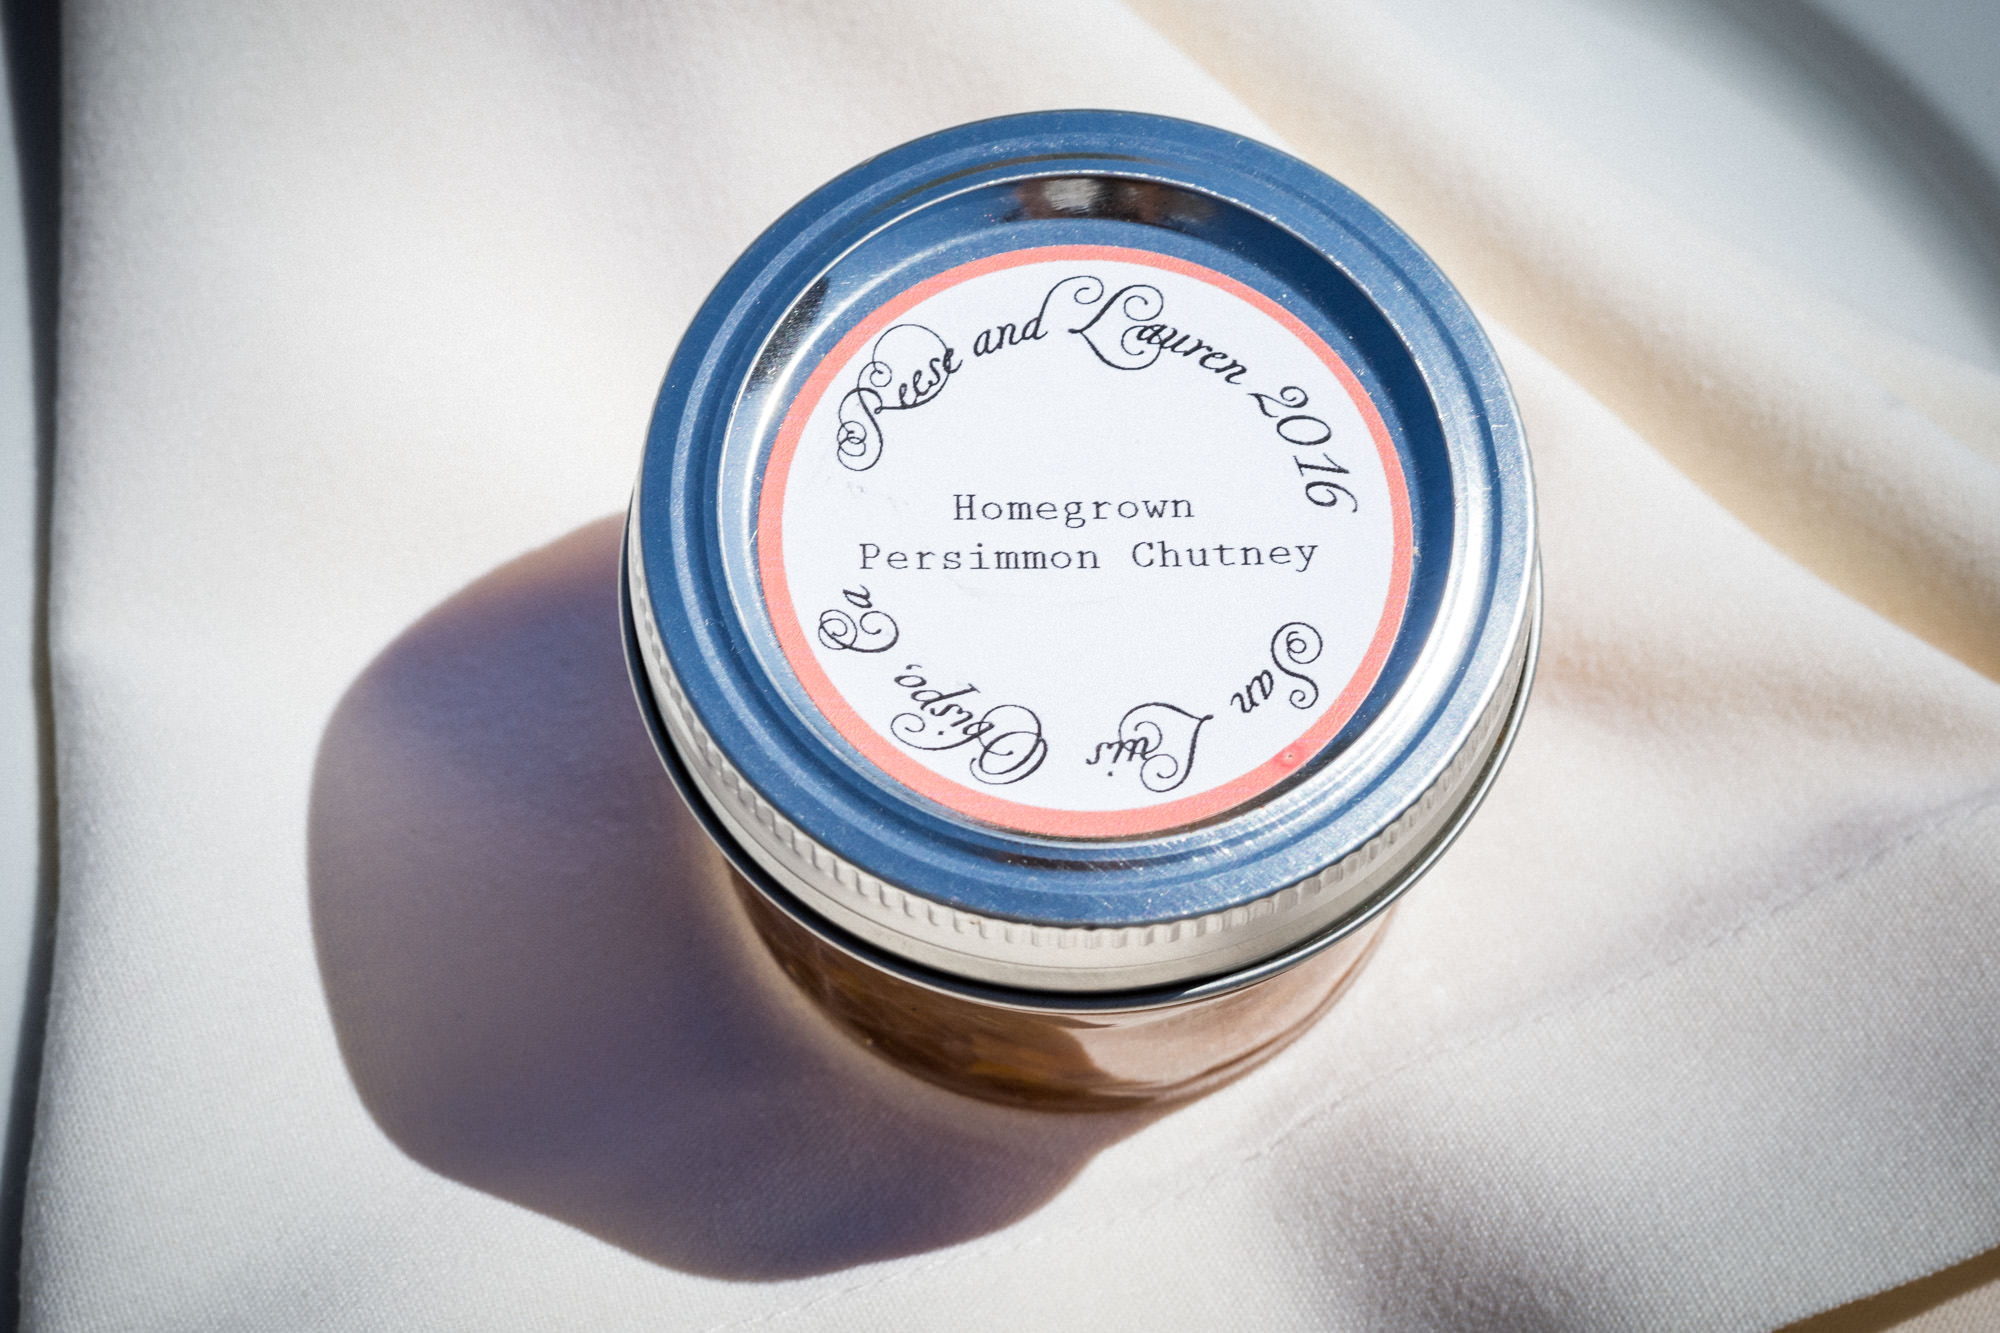 Reese and Lauren 2016
Homegrown
Persimmon Chutney
San Luis Obispo, Ca